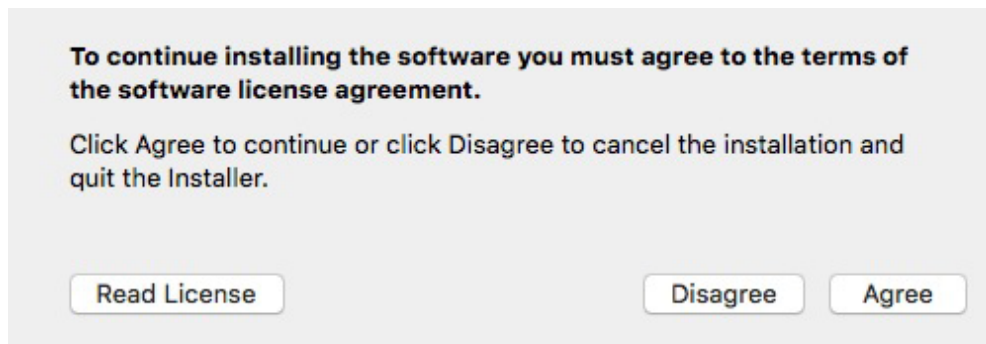 To continue installing the software you must agree to the terms of
the software license agreement.
Click Agree to continue or click Disagree to cancel the installation and
quit the Installer.
Read License
Disagree
Agree